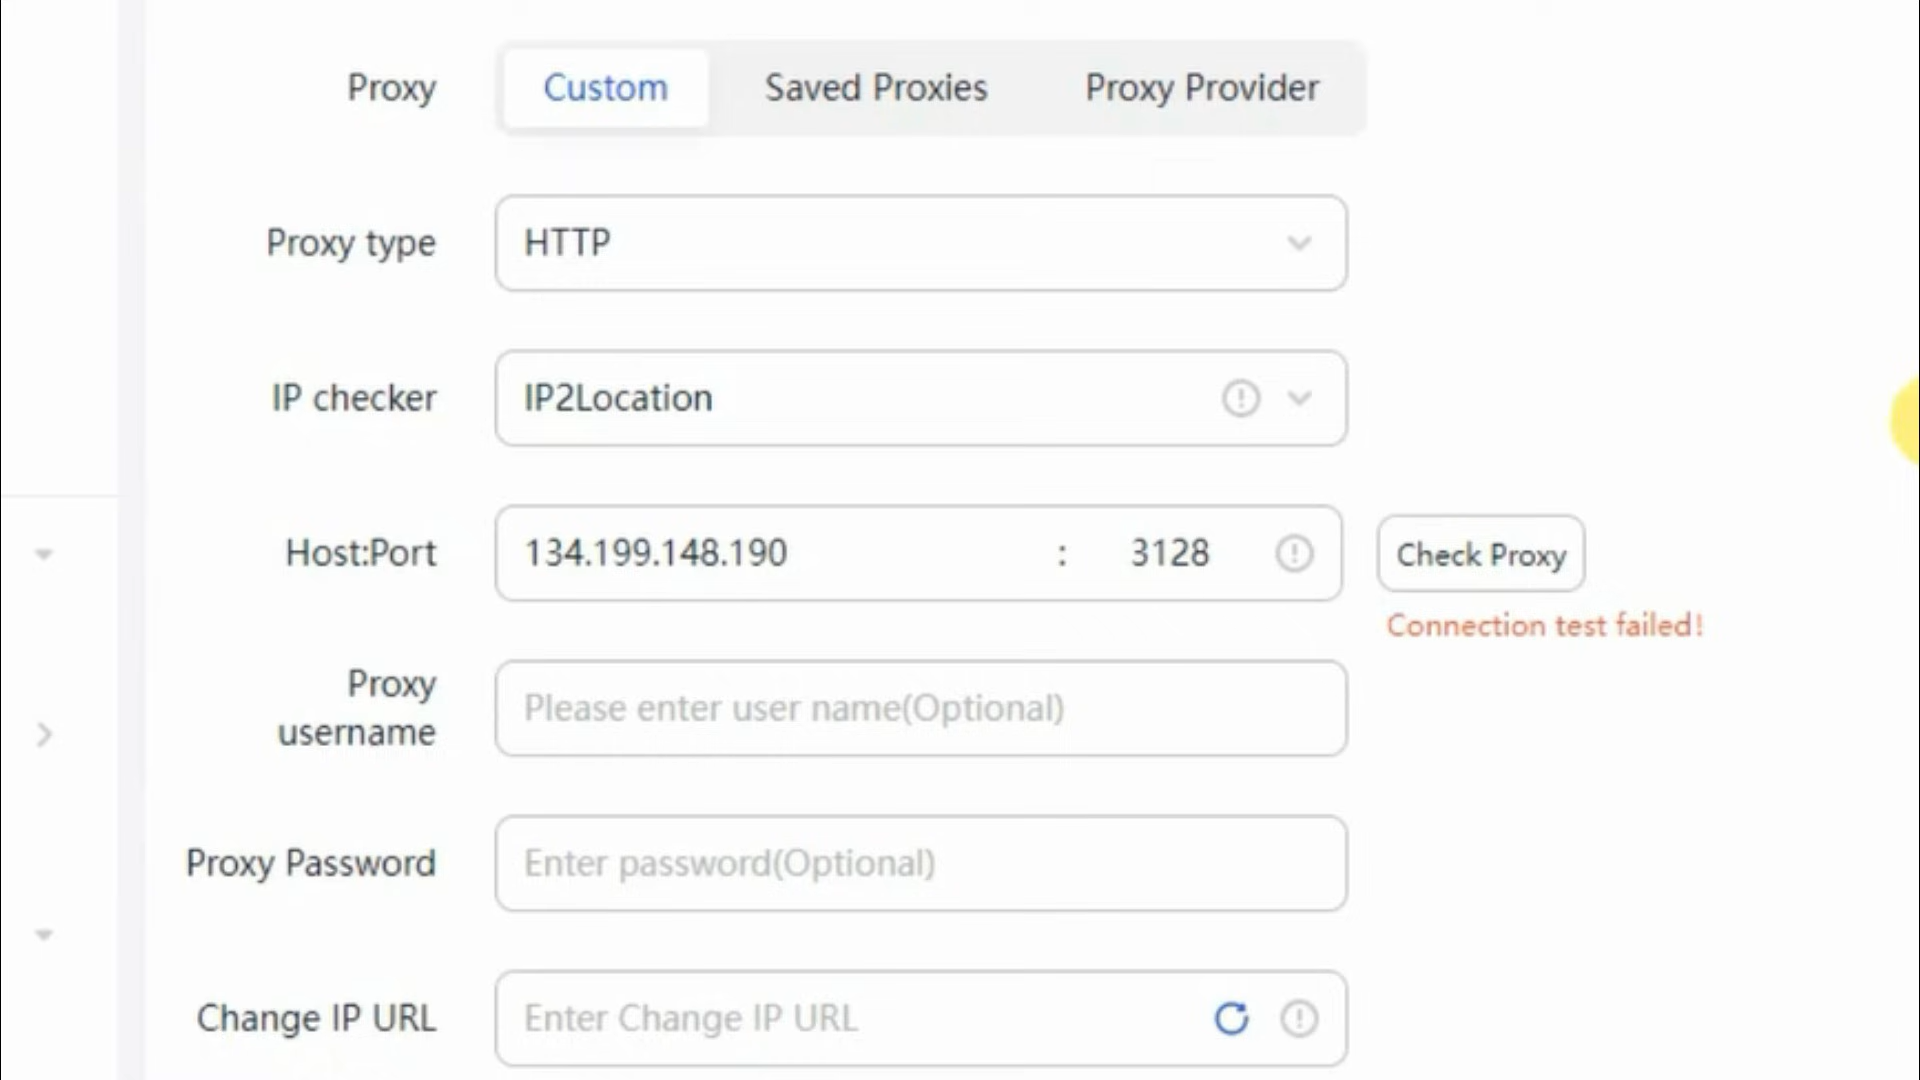 Proxy Custom Saved Proxies Proxy Provider
Proxy type HTTP
IP checker IP2Location
Host:Port 134.199.148.190 : 3128 Check Proxy
Connection test failed!
Proxy
username Please enter user name(Optional)
Proxy Password Enter password(Optional)
Change IP URL Enter Change IP URL